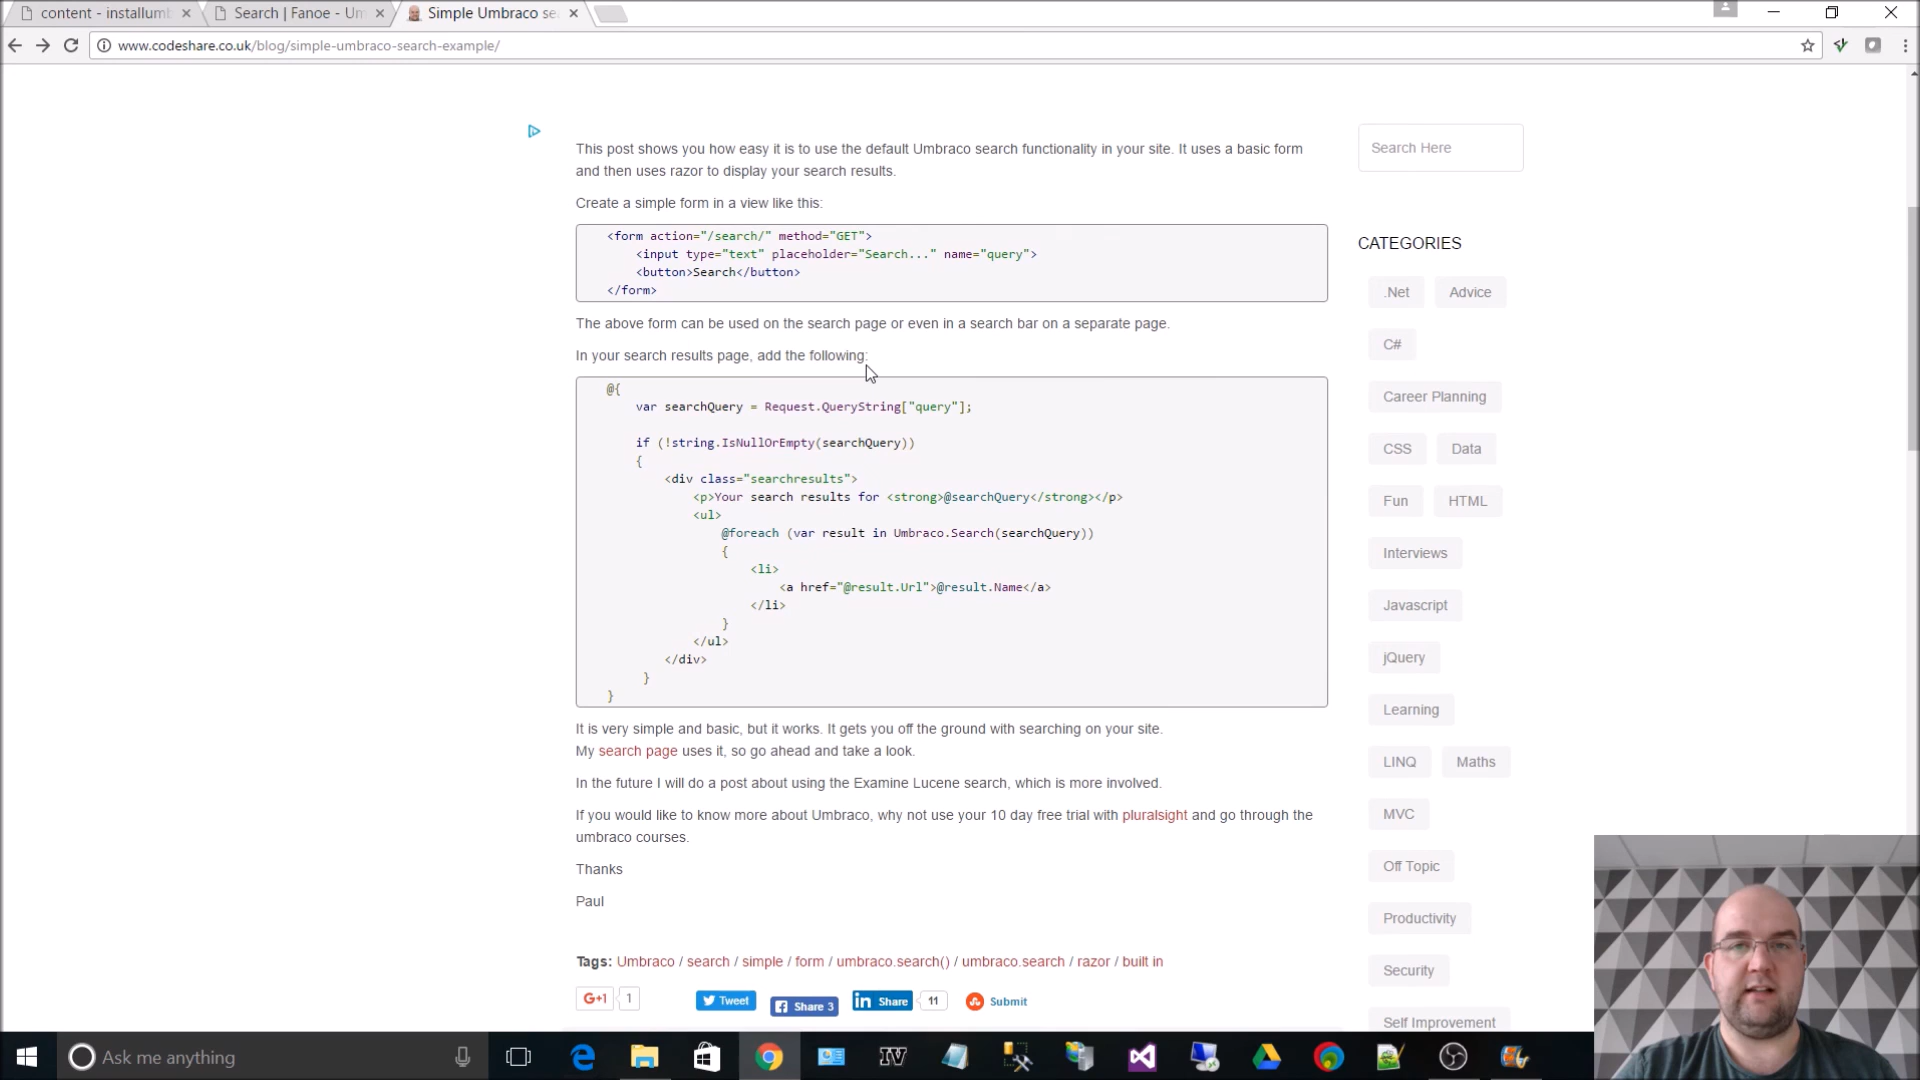 content - installumb
Search | Fanoe - Um
Simple Umbraco sea
www.codeshare.co.uk/blog/simple-umbraco-search-example/
This post shows you how easy it is to use the default Umbraco search functionality in your site. It uses a basic form
and then uses razor to display your search results.
Create a simple form in a view like this:
<form action="/search/" method="GET">
<input type="text" placeholder="Search..." name="query">
<button>Search</button>
</form>
The above form can be used on the search page or even in a search bar on a separate page.
In your search results page, add the following:
@{
var searchQuery = Request.QueryString["query"];
if (!string.IsNullOrEmpty(searchQuery))
{
<div class="searchresults">
<p>Your search results for <strong>@searchQuery</strong></p>
<ul>
@foreach (var result in Umbraco.Search(searchQuery))
{
<li>
<a href="@result.Url">@result.Name</a>
</li>
}
</ul>
</div>
}
}
It is very simple and basic, but it works. It gets you off the ground with searching on your site.
My search page uses it, so go ahead and take a look.
In the future I will do a post about using the Examine Lucene search, which is more involved.
If you would like to know more about Umbraco, why not use your 10 day free trial with pluralsight and go through the
umbraco courses.
Thanks
Paul
Tags: Umbraco / search / simple / form / umbraco.search() / umbraco.search / razor / built in
G+1 1
Tweet
Share 3
in Share 11
Submit
Search Here
CATEGORIES
.Net Advice
C#
Career Planning
CSS Data
Fun HTML
Interviews
Javascript
jQuery
Learning
LINQ Maths
MVC
Off Topic
Productivity
Security
Self Improvement
Ask me anything
IV